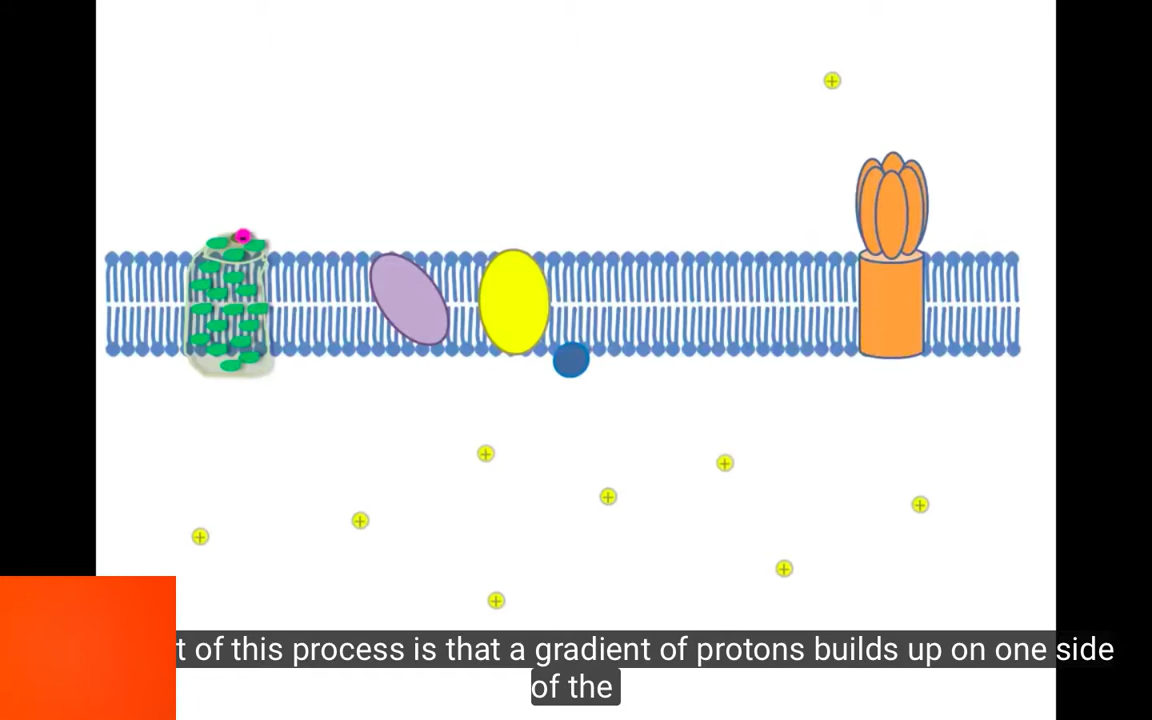 t of this process is that a gradient of protons builds up on one side
of the